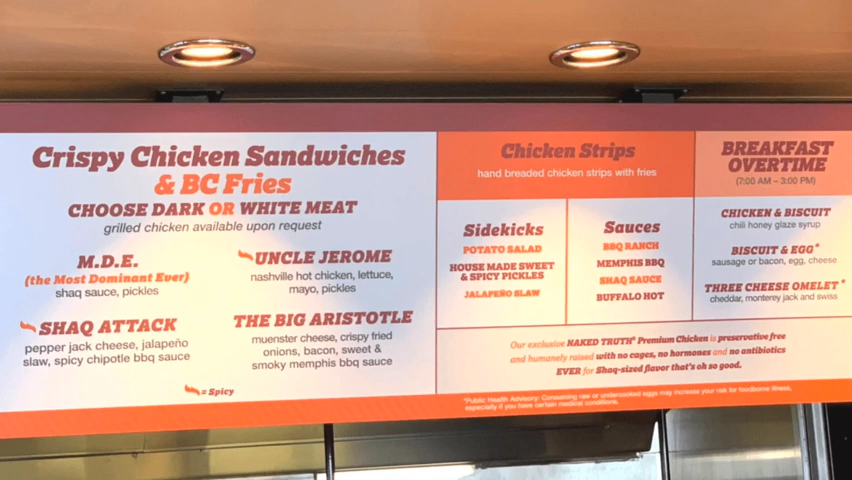 Crispy Chicken Sandwiches
& BC Fries
CHOOSE DARK OR WHITE MEAT
grilled chicken available upon request
M.D.E.
(the Most Dominant Ever)
shaq sauce, pickles
UNCLE JEROME
nashville hot chicken, lettuce,
mayo, pickles
SHAQ ATTACK
pepper jack cheese, jalapeño
slaw, spicy chipotle bbq sauce
THE BIG ARISTOTLE
muenster cheese, crispy fried
onions, bacon, sweet &
smoky memphis bbq sauce
= Spicy
Chicken Strips
hand breaded chicken strips with fries
Sidekicks
POTATO SALAD
HOUSE MADE SWEET
& SPICY PICKLES
JALAPEÑO SLAW
Sauces
BBQ RANCH
MEMPHIS BBQ
SHAQ SAUCE
BUFFALO HOT
BREAKFAST
OVERTIME
(7:00 AM – 3:00 PM)
CHICKEN & BISCUIT
chili honey glaze syrup
BISCUIT & EGG*
sausage or bacon, egg, cheese
THREE CHEESE OMELET*
cheddar, monterey jack and swiss
Our exclusive NAKED TRUTH® Premium Chicken is preservative free
and humanely raised with no cages, no hormones and no antibiotics
EVER for Shaq-sized flavor that's oh so good.
*Public Health Advisory: Consuming raw or undercooked eggs may increase your risk for foodborne illness,
especially if you have certain medical conditions.